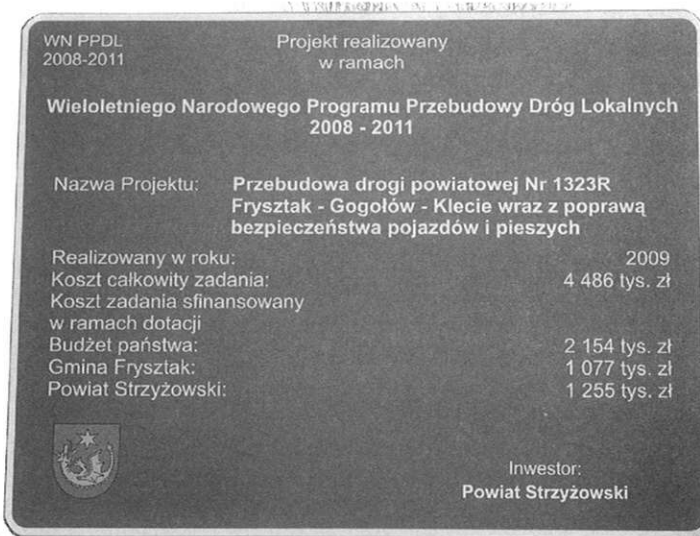 WN PPDL
2008-2011
Projekt realizowany
w ramach
Wieloletniego Narodowego Programu Przebudowy Dróg Lokalnych
2008 - 2011
Nazwa Projektu: Przebudowa drogi powiatowej Nr 1323R
Frysztak - Gogołów - Klecie wraz z poprawą
bezpieczeństwa pojazdów i pieszych
Realizowany w roku: 2009
Koszt całkowity zadania: 4 486 tys. zł
Koszt zadania sfinansowany
w ramach dotacji
Budżet państwa: 2 154 tys. zł
Gmina Frysztak: 1 077 tys. zł
Powiat Strzyżowski: 1 255 tys. zł
Inwestor:
Powiat Strzyżowski